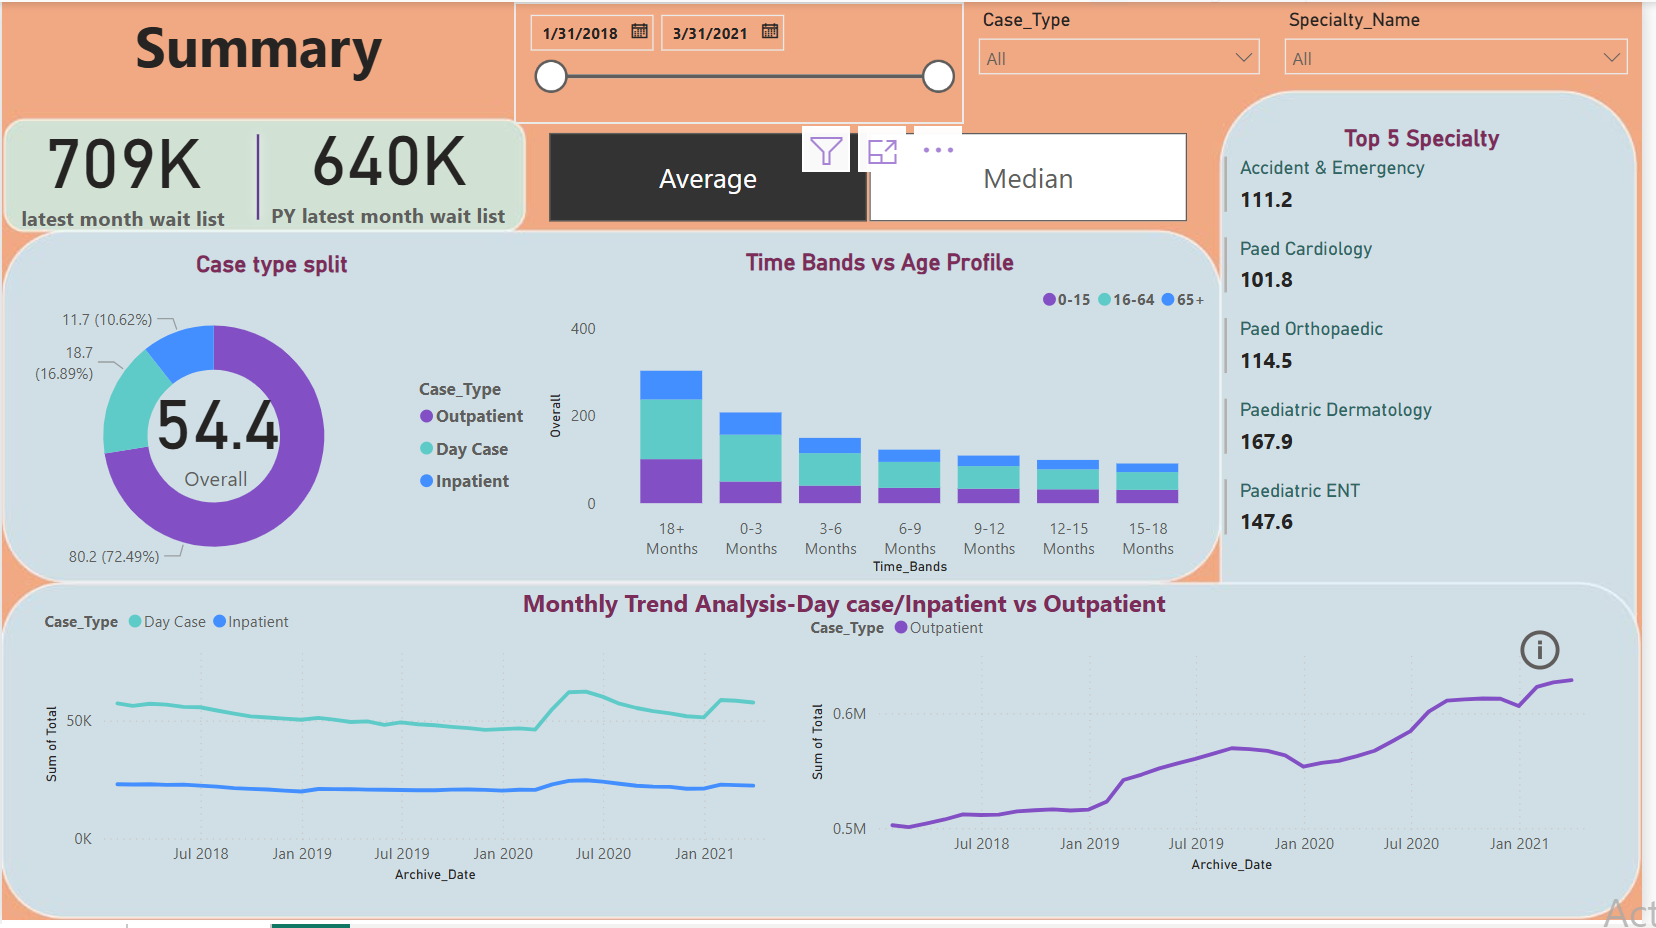 Summary
1/31/2018
3/31/2021
Case_Type
All
Specialty_Name
All
709K
latest month wait list
640K
PY latest month wait list
Average
Median
Top 5 Specialty
Accident & Emergency
111.2
Paed Cardiology
101.8
Paed Orthopaedic
114.5
Paediatric Dermatology
167.9
Paediatric ENT
147.6
Case type split
11.7 (10.62%)
18.7
(16.89%)
54.4
Overall
80.2 (72.49%)
Case_Type
Outpatient
Day Case
Inpatient
Time Bands vs Age Profile
0-15 16-64 65+
Overall
400
200
0
18+
Months
0-3
Months
3-6
Months
6-9
Months
9-12
Months
12-15
Months
15-18
Months
Time_Bands
Monthly Trend Analysis-Day case/Inpatient vs Outpatient
Case_Type Day Case Inpatient
Sum of Total
50K
0K
Jul 2018 Jan 2019 Jul 2019 Jan 2020 Jul 2020 Jan 2021
Archive_Date
Case_Type Outpatient
i
Sum of Total
0.6M
0.5M
Jul 2018 Jan 2019 Jul 2019 Jan 2020 Jul 2020 Jan 2021
Archive_Date